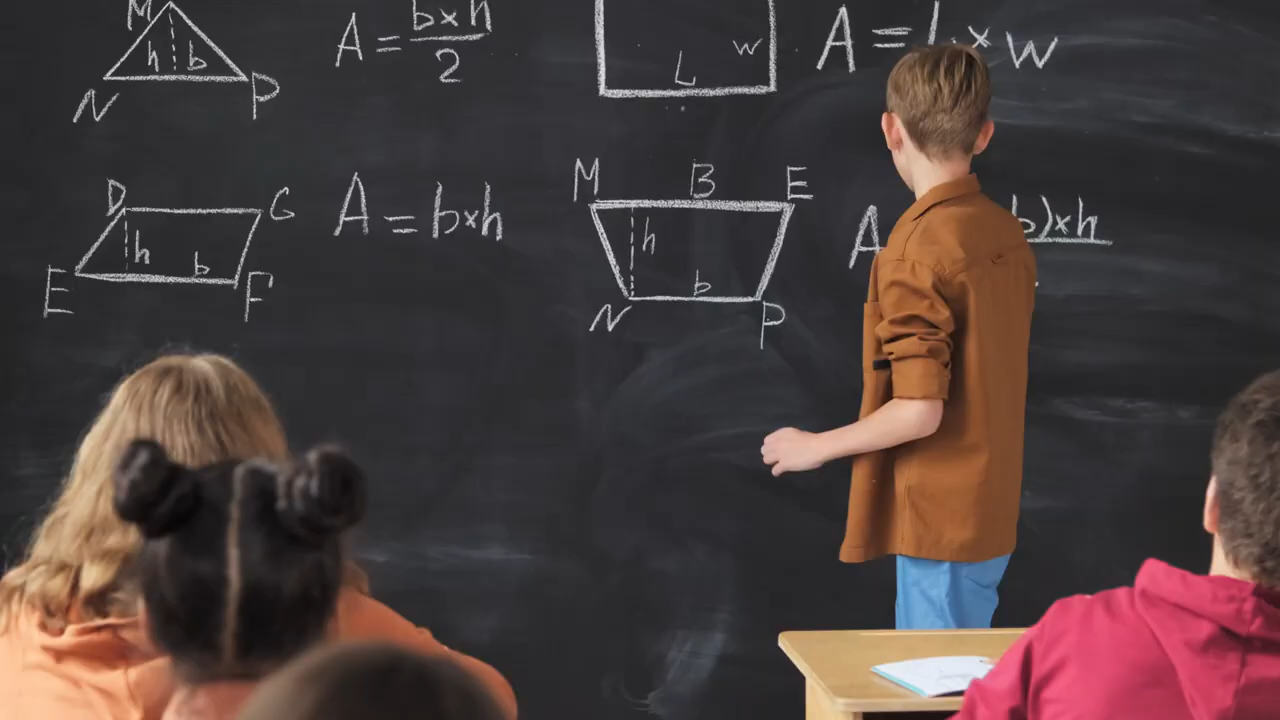 M
h b
N P
A = b×h
2
W
L
A = L × W
D G
h
b
E F
A = b×h
M B E
h
b
N P
A b)×h